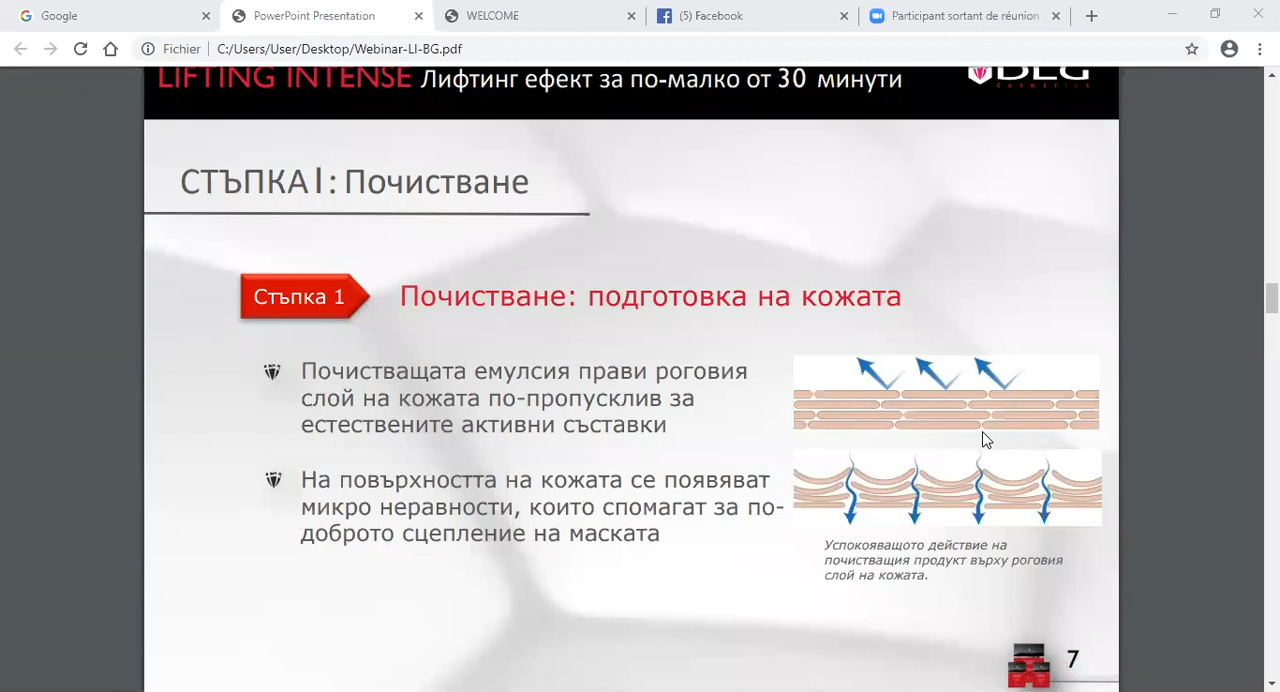 Google
PowerPoint Presentation
WELCOME
(5) Facebook
Participant sortant de réunion
Fichier
C:/Users/User/Desktop/Webinar-LI-BG.pdf
LIFTING INTENSE Лифтинг ефект за по-малко от 30 минути
COSMETICS
СТЪПКА I: Почистване
Стъпка 1
Почистване: подготовка на кожата
Почистващата емулсия прави роговия
слой на кожата по-пропусклив за
естествените активни съставки
На повърхността на кожата се появяват
микро неравности, които спомагат за по-
доброто сцепление на маската
Успокояващото действие на
почистващия продукт върху роговия
слой на кожата.
7